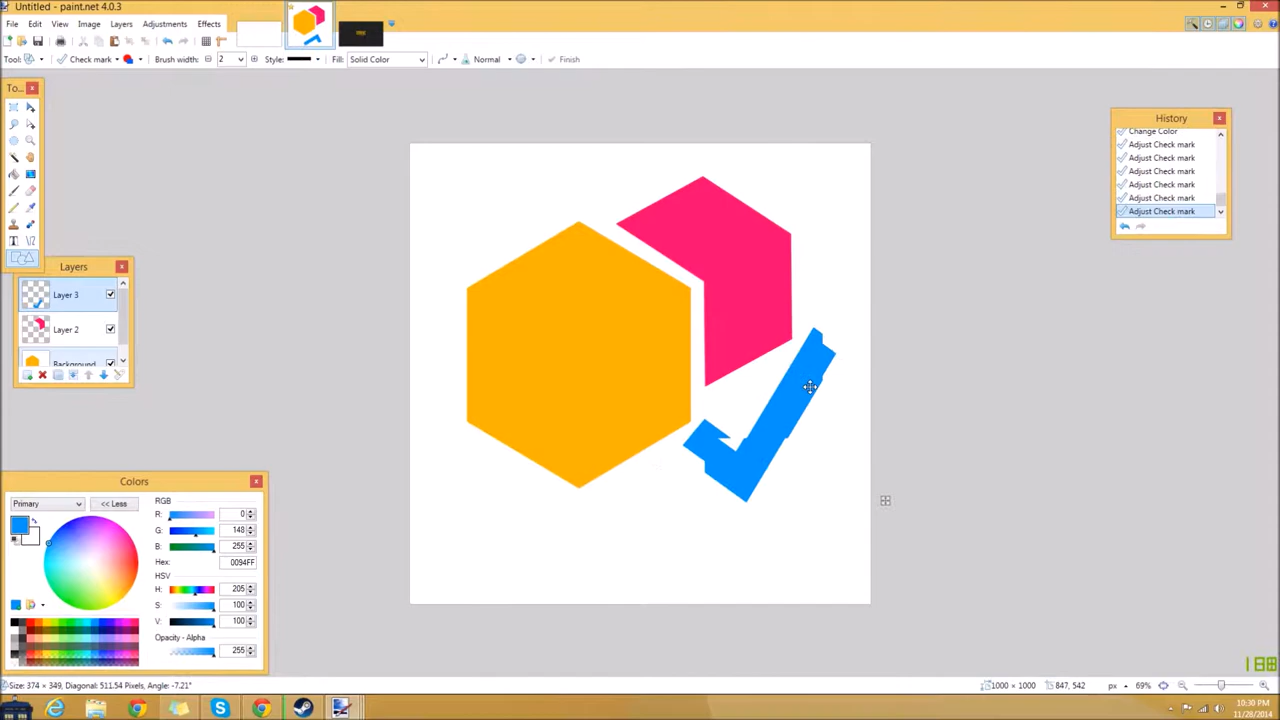 Untitled - paint.net 4.0.3
File Edit View Image Layers Adjustments Effects
Tool: Check mark Brush width: 2 Style: Fill: Solid Color Normal Finish
To...
History
Change Color
Adjust Check mark
Adjust Check mark
Adjust Check mark
Adjust Check mark
Adjust Check mark
Adjust Check mark
Layers
Layer 3
Layer 2
Background
Colors
Primary
<< Less
RGB
R: 0
G: 148
B: 255
Hex: 0094FF
HSV
H: 205
S: 100
V: 100
Opacity - Alpha
255
188
Size: 374 × 349, Diagonal: 511.54 Pixels, Angle: -7.21°
1000 × 1000
847, 542
px
69%
10:30 PM
11/28/2014